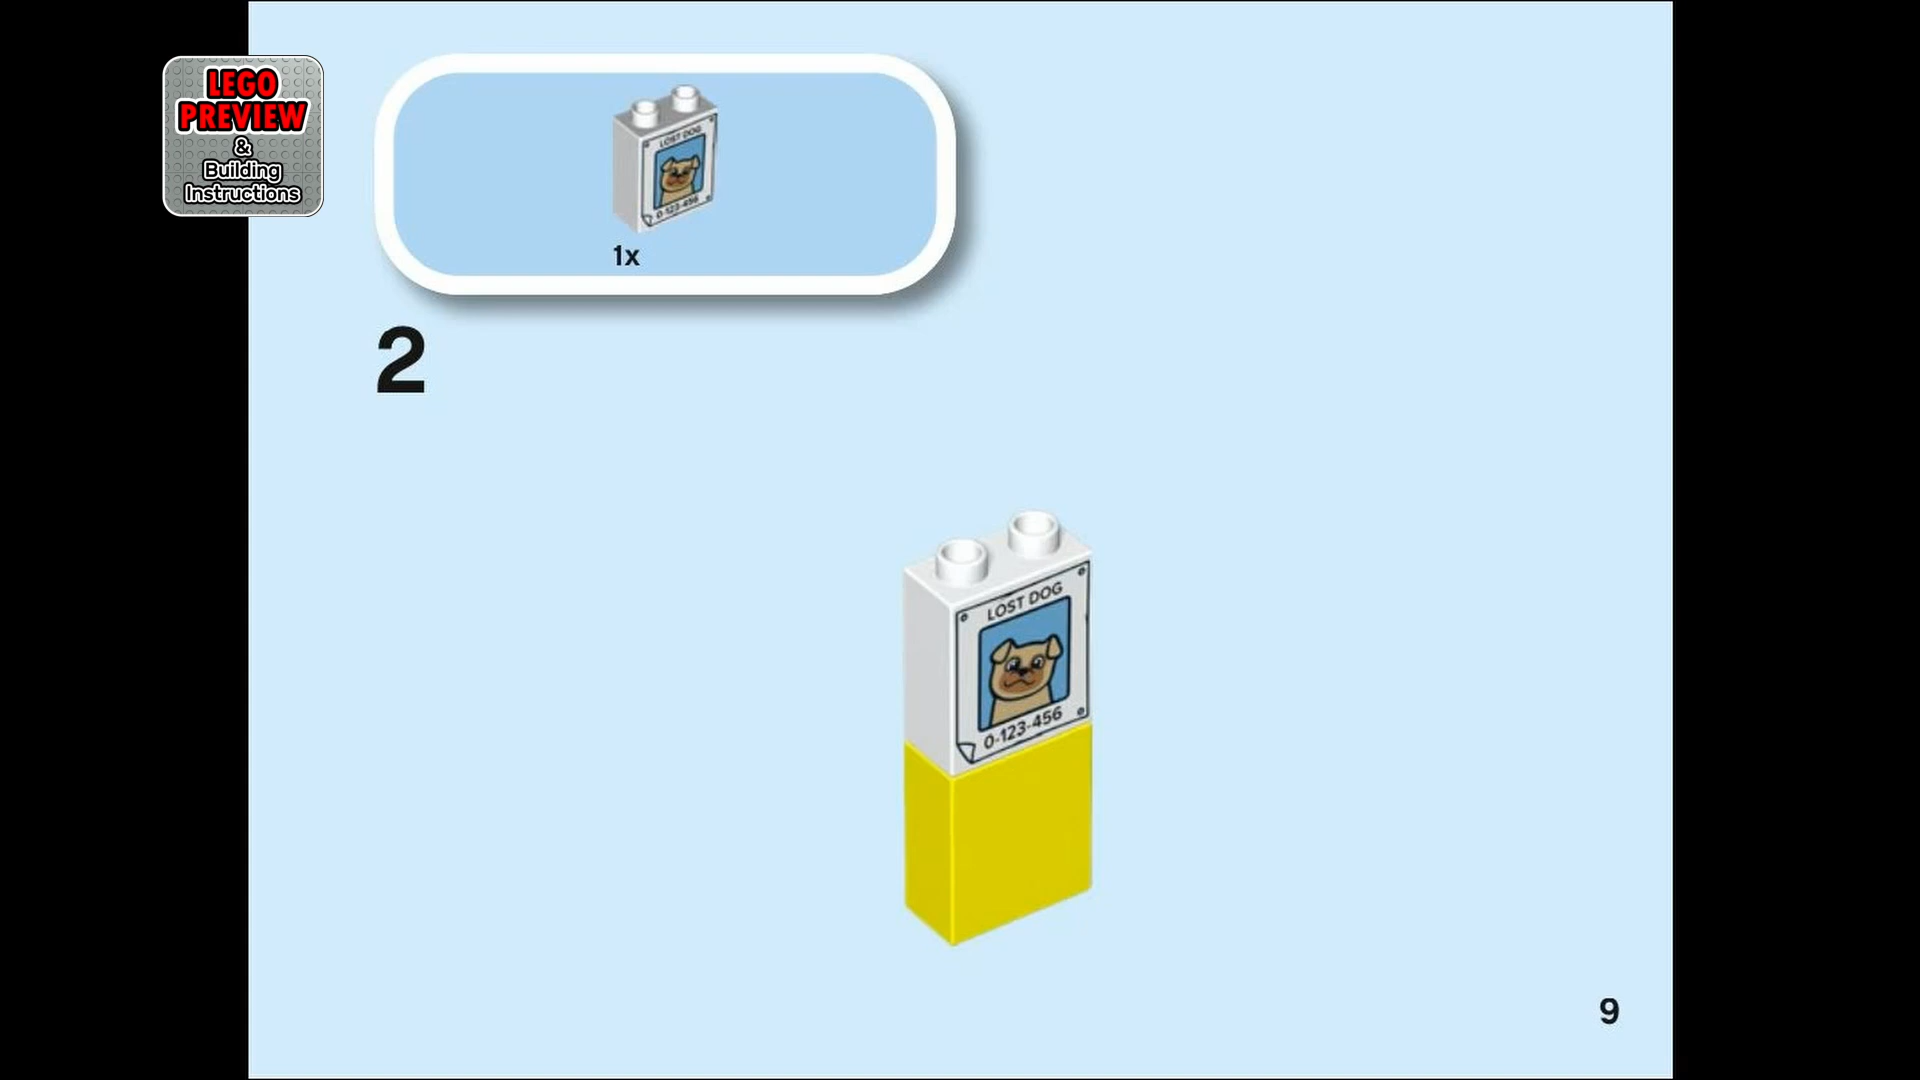 LEGO
PREVIEW
&
Building
Instructions
LOST DOG
0-123-456
1x
2
LOST DOG
0-123-456
9